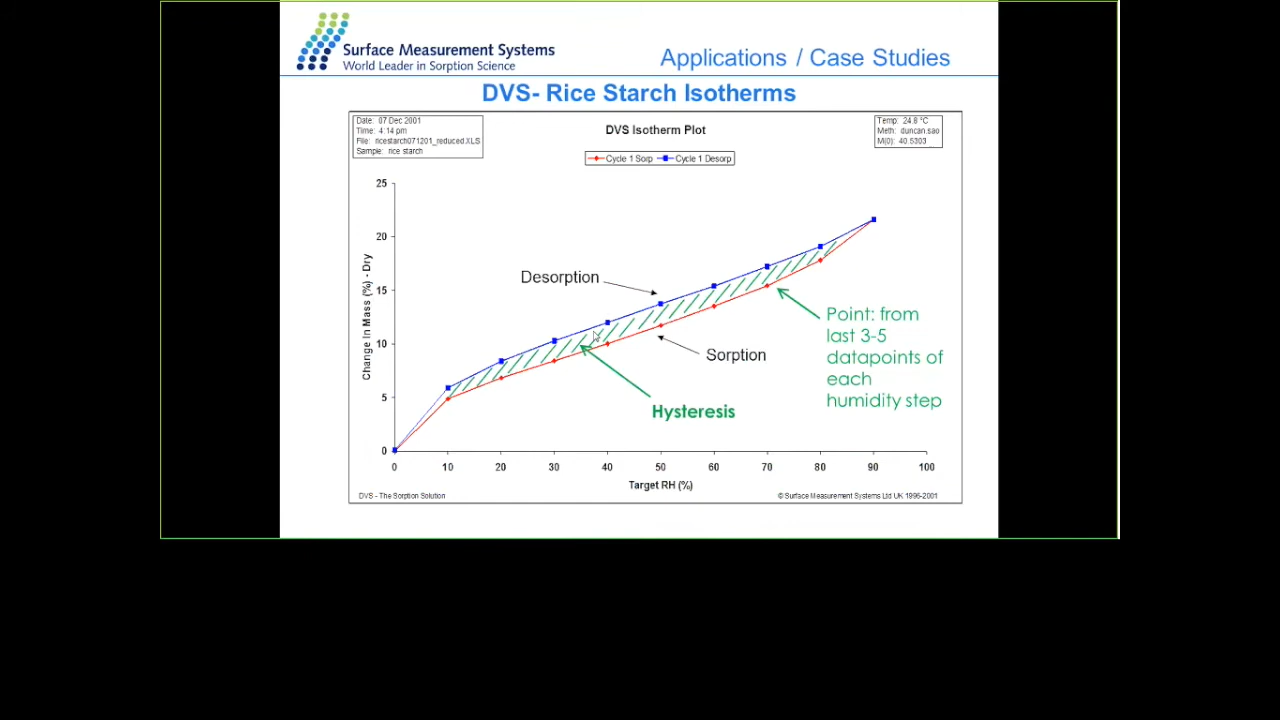 Surface Measurement Systems
World Leader in Sorption Science
Applications / Case Studies
DVS- Rice Starch Isotherms
Date: 07 Dec 2001
Time: 4:14 pm
File: ricestarch071201_reduced.XLS
Sample: rice starch
DVS Isotherm Plot
Temp: 24.8 °C
Meth: duncan.sao
M(0): 40.5303
Cycle 1 Sorp Cycle 1 Desorp
Change In Mass (%) - Dry
25
20
15
10
5
0
Desorption
Sorption
Hysteresis
Point: from
last 3-5
datapoints of
each
humidity step
0 10 20 30 40 50 60 70 80 90 100
Target RH (%)
DVS - The Sorption Solution
© Surface Measurement Systems Ltd UK 1996-2001